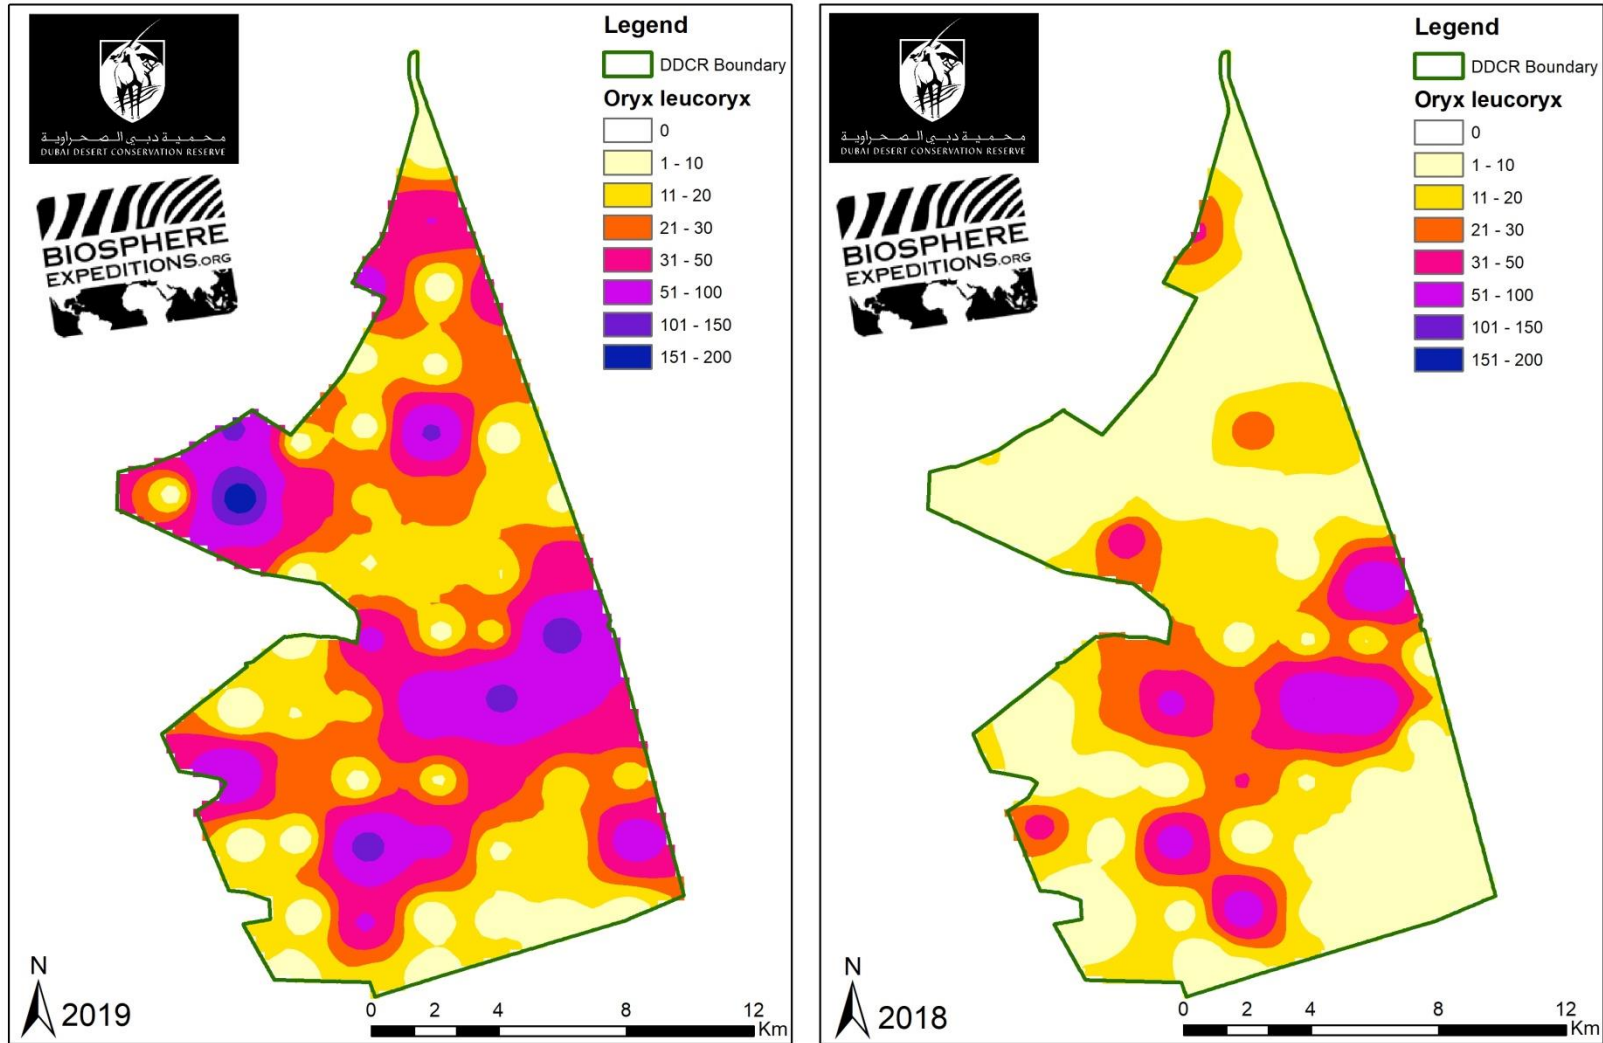 محمية دبي الصحراوية
DUBAI DESERT CONSERVATION RESERVE
BIOSPHERE
EXPEDITIONS.ORG
Legend
DDCR Boundary
Oryx leucoryx
0
1 - 10
11 - 20
21 - 30
31 - 50
51 - 100
101 - 150
151 - 200
N
2019
0 2 4 8 12
Km
محمية دبي الصحراوية
DUBAI DESERT CONSERVATION RESERVE
BIOSPHERE
EXPEDITIONS.ORG
Legend
DDCR Boundary
Oryx leucoryx
0
1 - 10
11 - 20
21 - 30
31 - 50
51 - 100
101 - 150
151 - 200
N
2018
0 2 4 8 12
Km